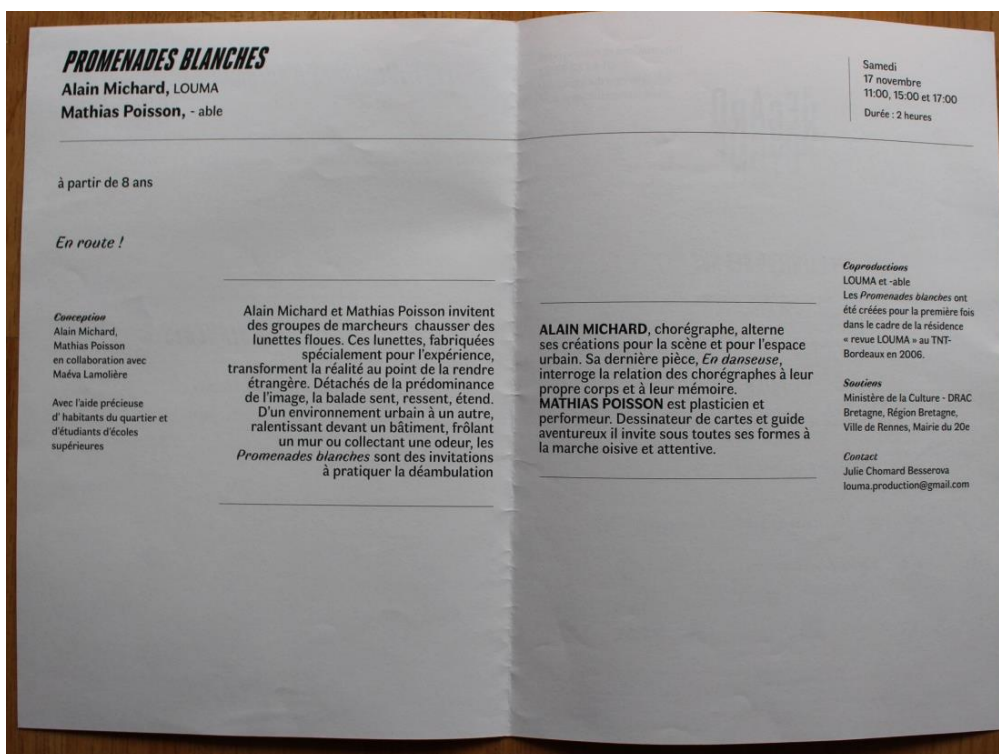 PROMENADES BLANCHES
Alain Michard, LOUMA
Mathias Poisson, - able
Samedi
17 novembre
11:00, 15:00 et 17:00
Durée : 2 heures
à partir de 8 ans
En route !
Conception
Alain Michard,
Mathias Poisson
en collaboration avec
Maéva Lamolière
Avec l'aide précieuse
d' habitants du quartier et
d'étudiants d'écoles
supérieures
Alain Michard et Mathias Poisson invitent
des groupes de marcheurs  chausser des
lunettes floues. Ces lunettes, fabriquées
spécialement pour l'expérience,
transforment la réalité au point de la rendre
étrangère. Détachés de la prédominance
de l'image, la balade sent, ressent, étend.
D'un environnement urbain à un autre,
ralentissant devant un bâtiment, frôlant
un mur ou collectant une odeur, les
Promenades blanches sont des invitations
à pratiquer la déambulation
ALAIN MICHARD, chorégraphe, alterne
ses créations pour la scène et pour l'espace
urbain. Sa dernière pièce, En danseuse,
interroge la relation des chorégraphes à leur
propre corps et à leur mémoire.
MATHIAS POISSON est plasticien et
performeur. Dessinateur de cartes et guide
aventureux il invite sous toutes ses formes à
la marche oisive et attentive.
Coproductions
LOUMA et -able
Les Promenades blanches ont
été créées pour la première fois
dans le cadre de la résidence
« revue LOUMA » au TNT-
Bordeaux en 2006.
Soutiens
Ministère de la Culture - DRAC
Bretagne, Région Bretagne,
Ville de Rennes, Mairie du 20e
Contact
Julie Chomard Besserova
louma.production@gmail.com